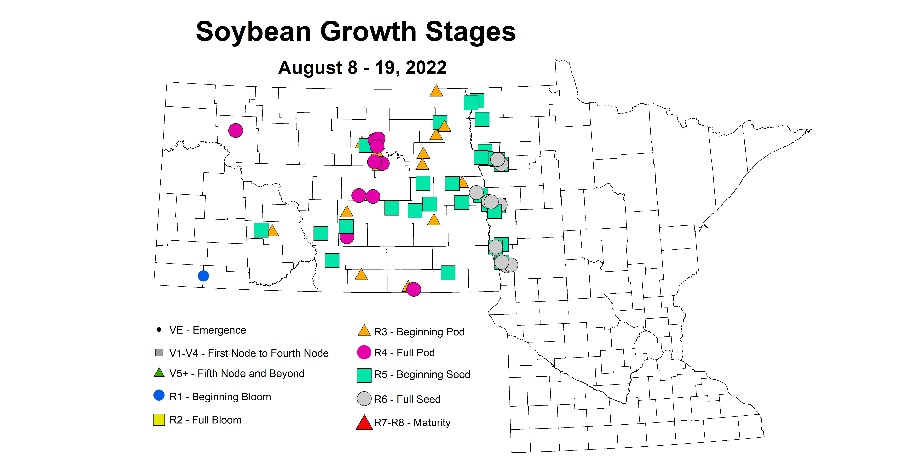 Soybean Growth Stages
August 8 - 19, 2022
VE - Emergence
V1-V4 - First Node to Fourth Node
V5+ - Fifth Node and Beyond
R1 - Beginning Bloom
R2 - Full Bloom
R3 - Beginning Pod
R4 - Full Pod
R5 - Beginning Seed
R6 - Full Seed
R7-R8 - Maturity